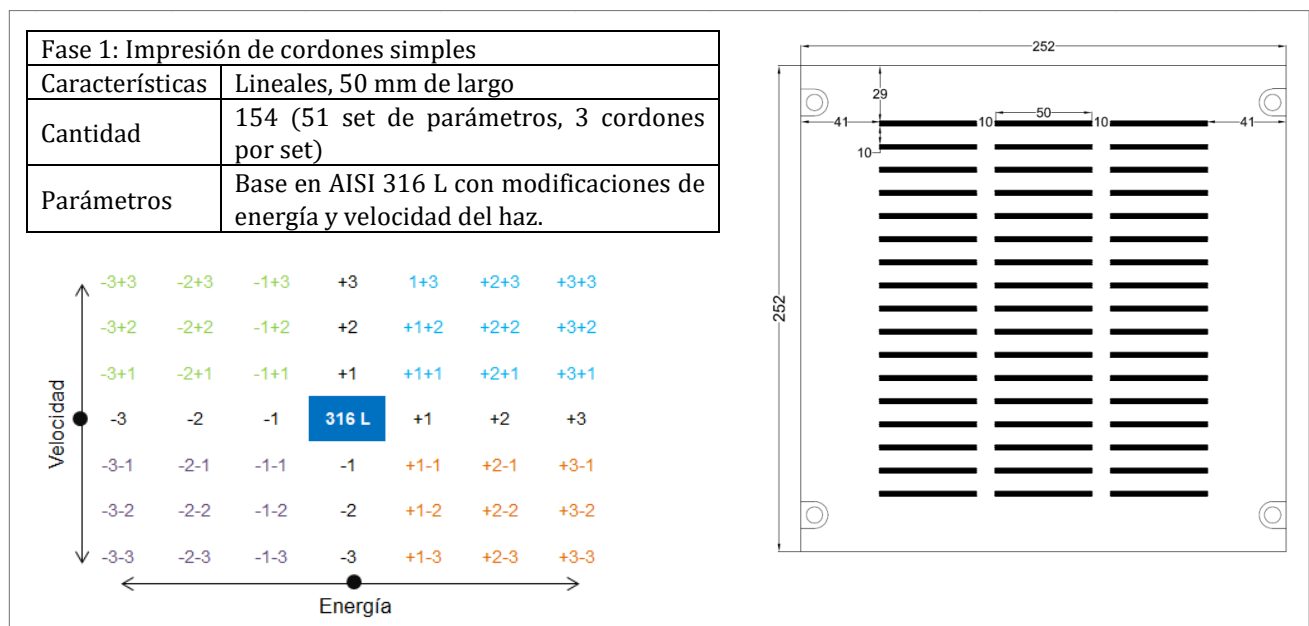 Fase 1: Impresión de cordones simples
Características Lineales, 50 mm de largo
Cantidad 154 (51 set de parámetros, 3 cordones
por set)
Parámetros Base en AISI 316 L con modificaciones de
energía y velocidad del haz.
Velocidad
-3+3 -2+3 -1+3 +3 1+3 +2+3 +3+3
-3+2 -2+2 -1+2 +2 +1+2 +2+2 +3+2
-3+1 -2+1 -1+1 +1 +1+1 +2+1 +3+1
-3 -2 -1 316 L +1 +2 +3
-3-1 -2-1 -1-1 -1 +1-1 +2-1 +3-1
-3-2 -2-2 -1-2 -2 +1-2 +2-2 +3-2
-3-3 -2-3 -1-3 -3 +1-3 +2-3 +3-3
Energía
252
29
41 10 50 10 41
10
252